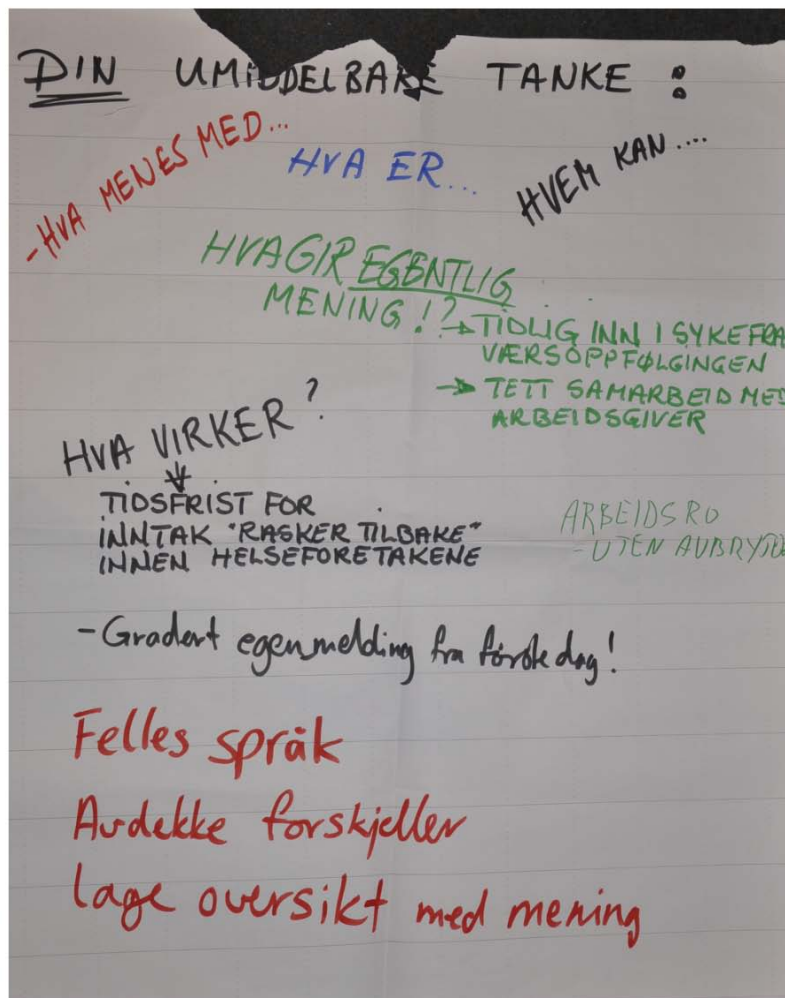 DIN UMIDDELBARE TANKE :
- HVA MENES MED...
HVA ER...
HVEM KAN....
HVA GIR EGENTLIG
MENING !?
→ TIDLIG INN I SYKEFRA
VÆRSOPPFØLGINGEN
→ TETT SAMARBEID MED
ARBEIDSGIVER
HVA VIRKER ?
TIDSFRIST FOR
INNTAK "RASKER TILBAKE"
INNEN HELSEFORETAKENE
ARBEIDSRO
- UTEN
- Gradert egenmelding fra første dag!
Felles språk
Avdekke forskjeller
lage oversikt med mening